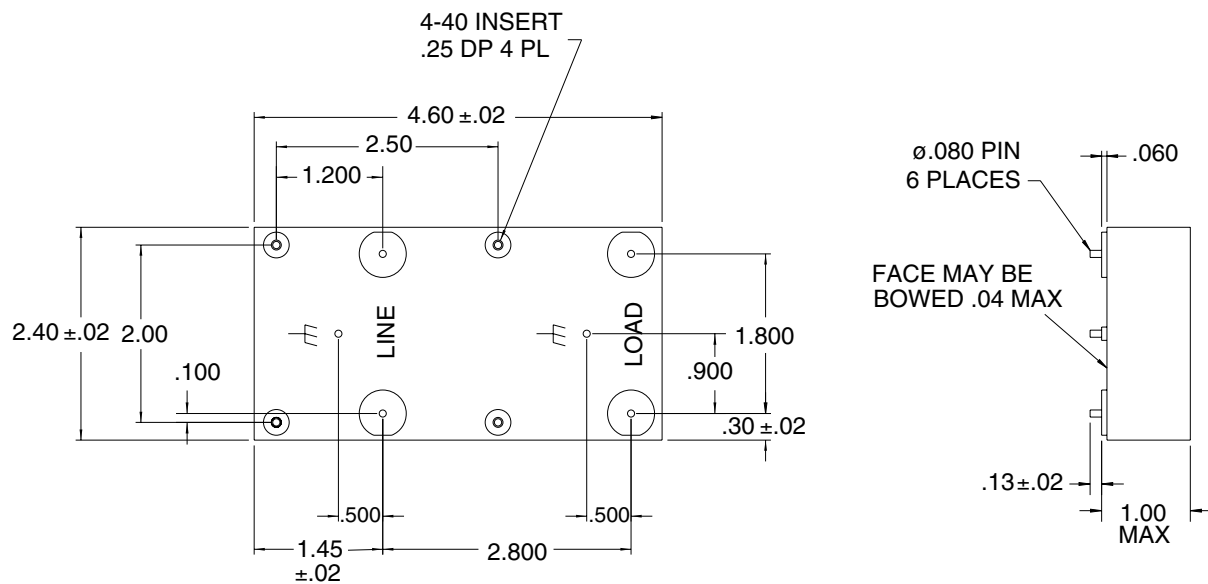 4-40 INSERT
.25 DP 4 PL
4.60 ±.02
2.50
1.200
2.40 ±.02
2.00
.100
LINE
LOAD
1.800
.900
.30 ±.02
.500
.500
1.45
±.02
2.800
ø.080 PIN
6 PLACES
.060
FACE MAY BE
BOWED .04 MAX
.13±.02
1.00
MAX